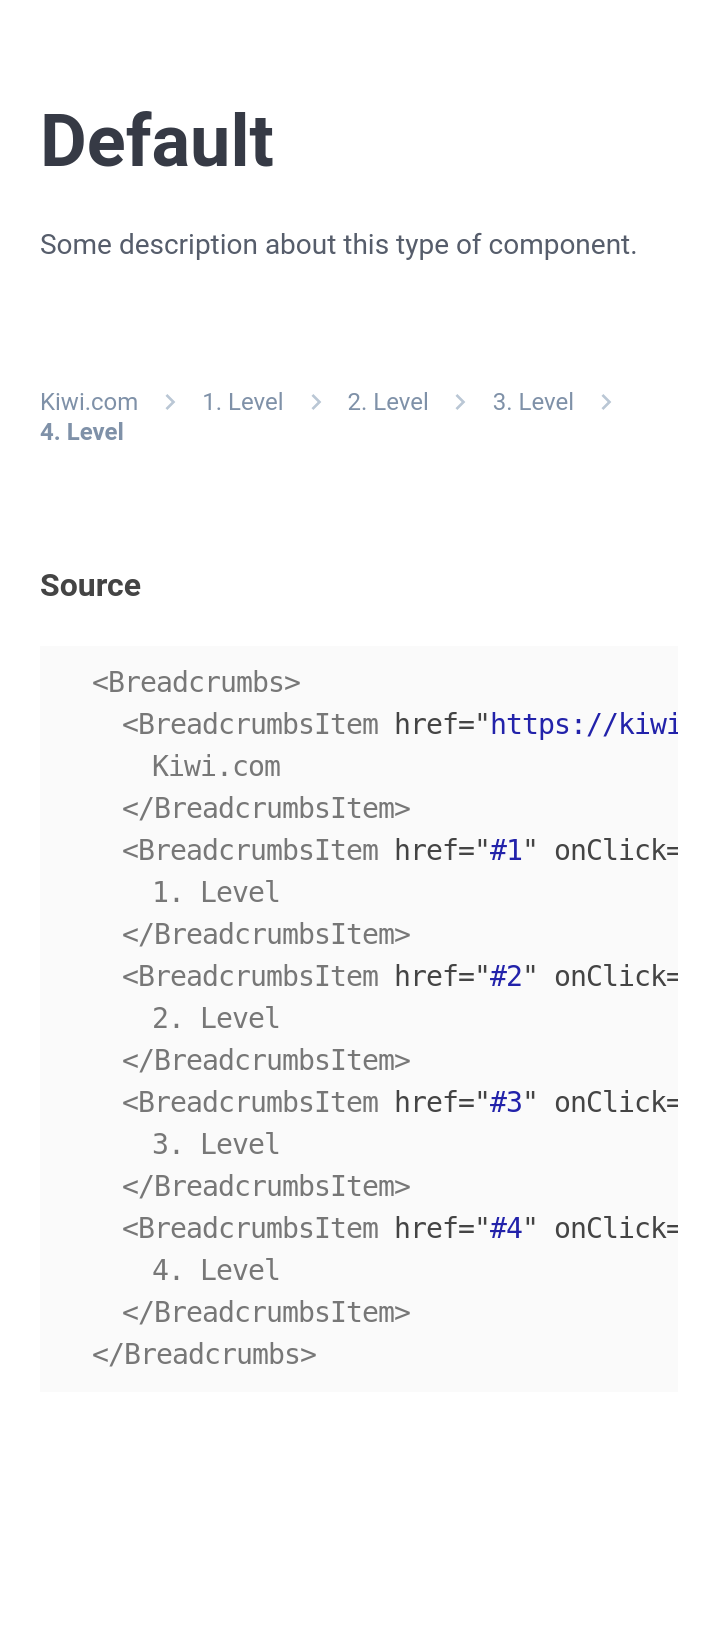 Default
Some description about this type of component.
Kiwi.com 1. Level 2. Level 3. Level
4. Level
Source
<Breadcrumbs>
<BreadcrumbsItem href="https://kiwi
Kiwi.com
</BreadcrumbsItem>
<BreadcrumbsItem href="#1" onClick=
1. Level
</BreadcrumbsItem>
<BreadcrumbsItem href="#2" onClick=
2. Level
</BreadcrumbsItem>
<BreadcrumbsItem href="#3" onClick=
3. Level
</BreadcrumbsItem>
<BreadcrumbsItem href="#4" onClick=
4. Level
</BreadcrumbsItem>
</Breadcrumbs>